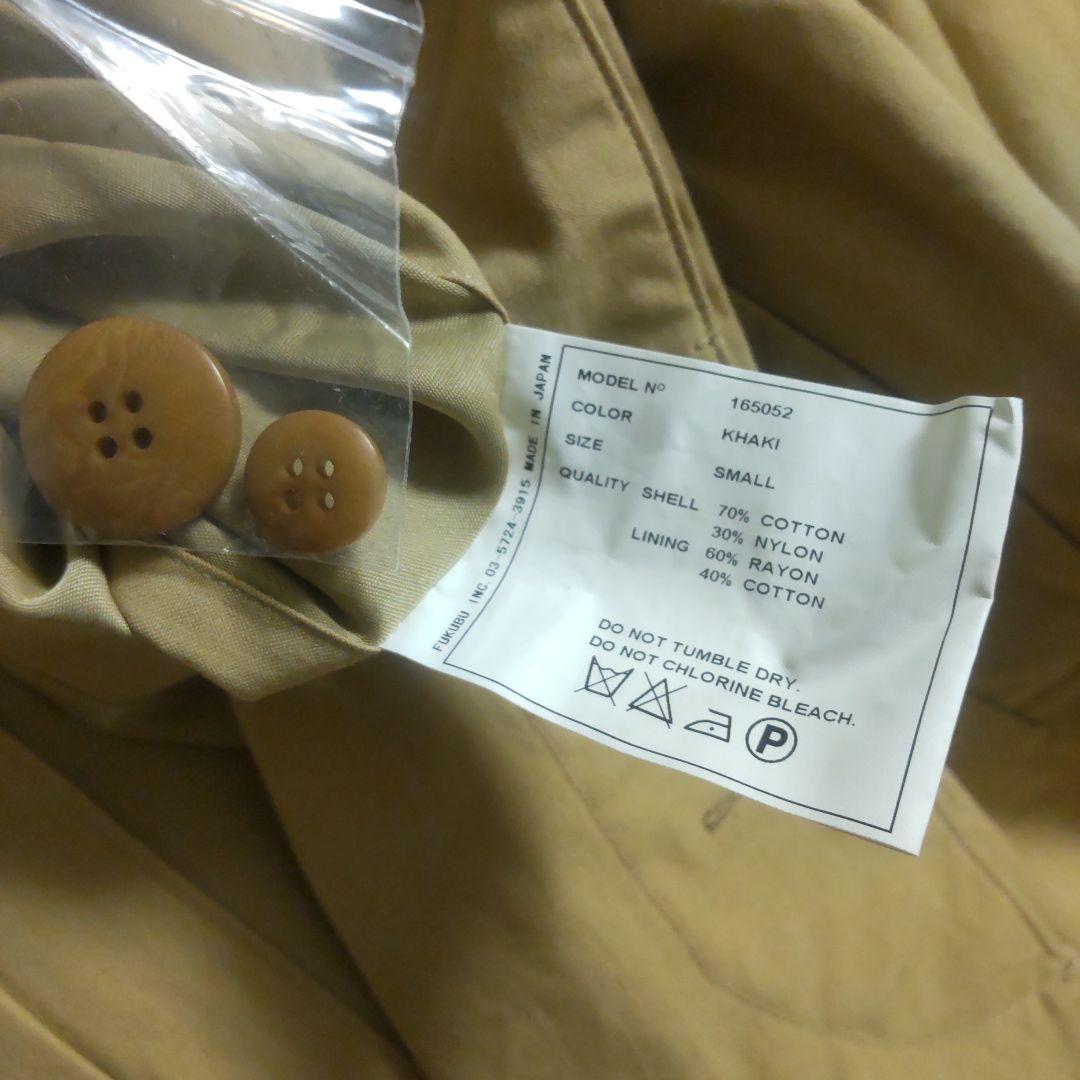 MODEL Nº 165052
COLOR KHAKI
SIZE SMALL
QUALITY SHELL 70% COTTON
30% NYLON
LINING 60% RAYON
40% COTTON
DO NOT TUMBLE DRY.
DO NOT CHLORINE BLEACH.
P
FUKUBU INC. 03-5724-3915 MADE IN JAPAN